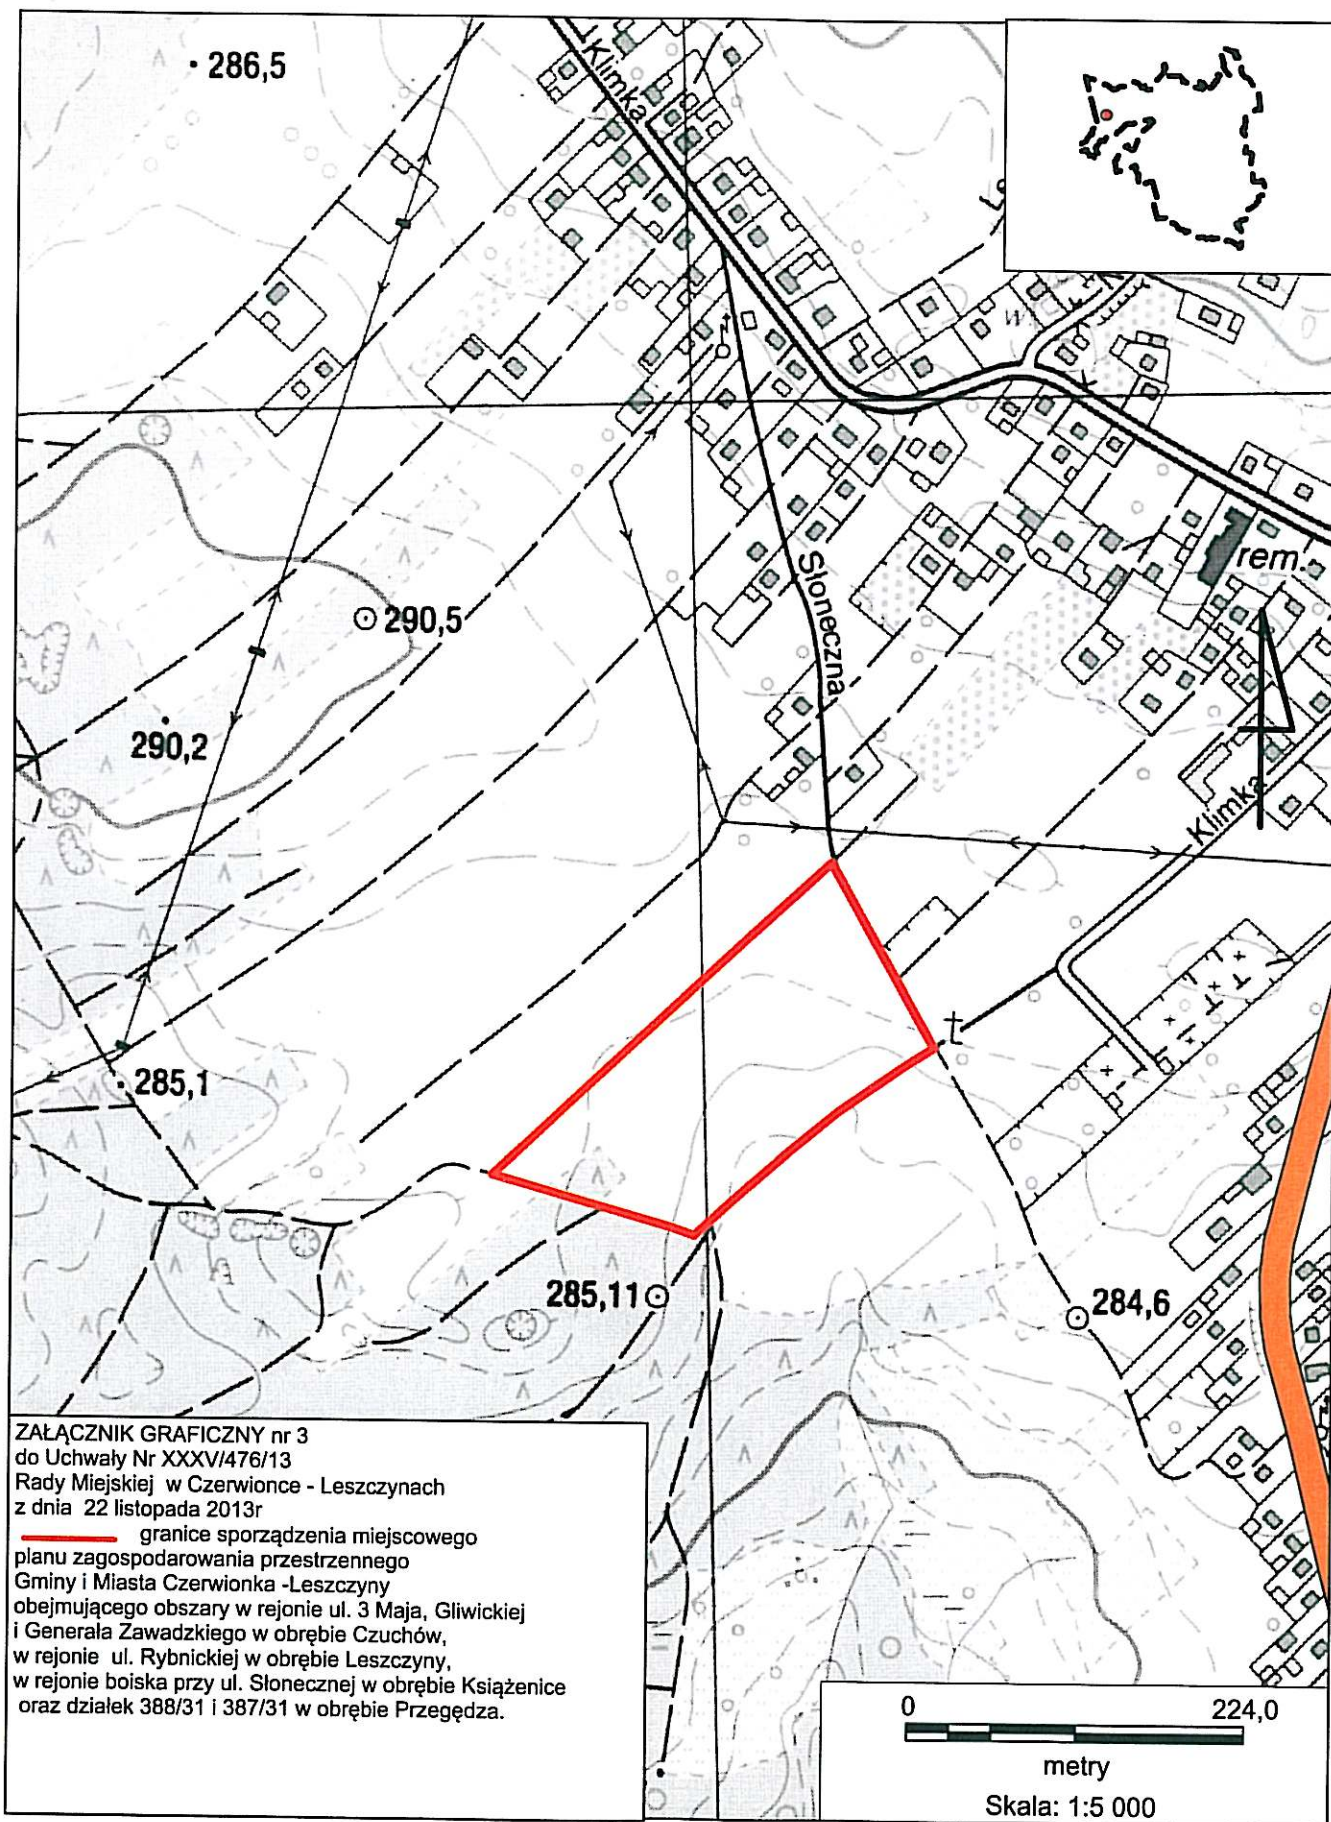 286,5
Klimka
rem.
290,5
Słoneczna
290,2
Klimka
285,1
285,11
284,6
ZAŁĄCZNIK GRAFICZNY nr 3
do Uchwały Nr XXXV/476/13
Rady Miejskiej w Czerwionce - Leszczynach
z dnia 22 listopada 2013r
granice sporządzenia miejscowego
planu zagospodarowania przestrzennego
Gminy i Miasta Czerwionka -Leszczyny
obejmującego obszary w rejonie ul. 3 Maja, Gliwickiej
i Generała Zawadzkiego w obrębie Czuchów,
w rejonie ul. Rybnickiej w obrębie Leszczyny,
w rejonie boiska przy ul. Słonecznej w obrębie Książenice
oraz działek 388/31 i 387/31 w obrębie Przegędza.
0 224,0
metry
Skala: 1:5 000